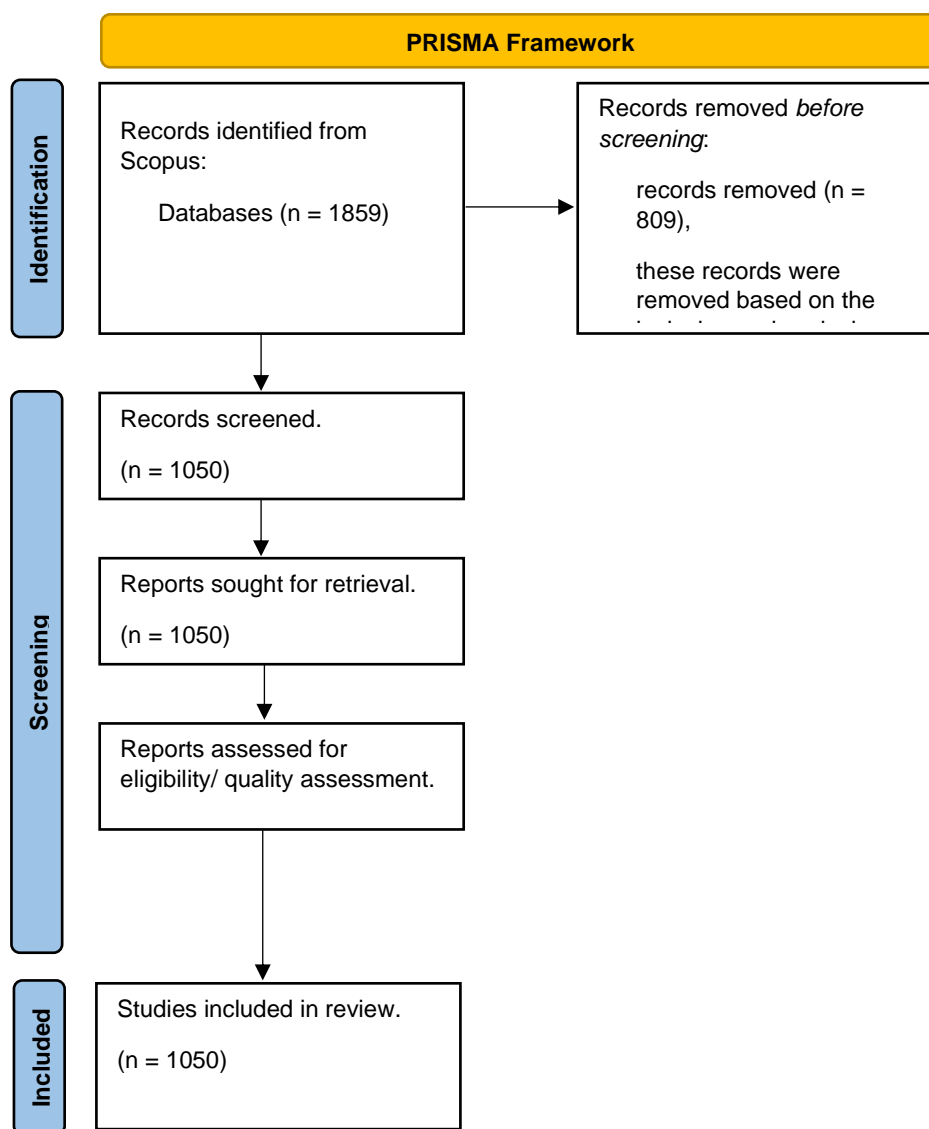 PRISMA Framework
Identification
Records identified from
Scopus:
Databases (n = 1859)
Records removed before
screening:
records removed (n =
809),
these records were
removed based on the
Screening
Records screened.
(n = 1050)
Reports sought for retrieval.
(n = 1050)
Reports assessed for
eligibility/ quality assessment.
Included
Studies included in review.
(n = 1050)